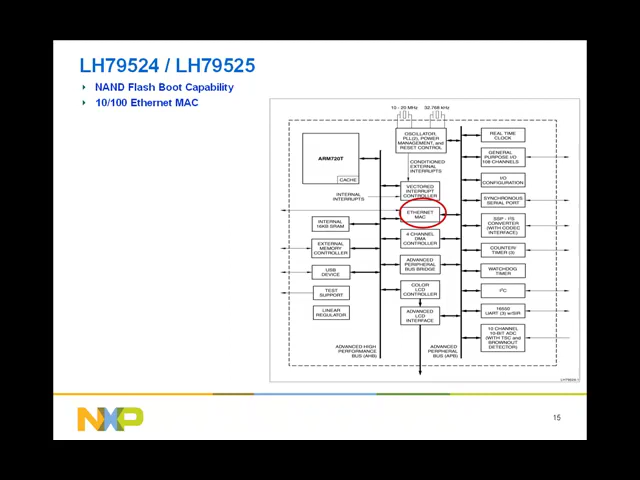 LH79524 / LH79525
NAND Flash Boot Capability
10/100 Ethernet MAC
10 - 20 MHz
32.768 kHz
OSCILLATOR,
PLL(2), POWER
MANAGEMENT, and
RESET CONTROL
REAL TIME
CLOCK
ARM720T
CACHE
CONDITIONED
EXTERNAL
INTERRUPTS
GENERAL
PURPOSE I/O
108 CHANNELS
I/O
CONFIGURATION
INTERNAL
INTERRUPTS
VECTORED
INTERRUPT
CONTROLLER
SYNCHRONOUS
SERIAL PORT
ETHERNET
MAC
INTERNAL
16KB SRAM
SSP - I²S
CONVERTER
(WITH CODEC
INTERFACE)
4 CHANNEL
DMA
CONTROLLER
EXTERNAL
MEMORY
CONTROLLER
COUNTER/
TIMER (3)
USB
DEVICE
ADVANCED
PERIPHERAL
BUS BRIDGE
WATCHDOG
TIMER
TEST
SUPPORT
COLOR
LCD
CONTROLLER
I²C
LINEAR
REGULATOR
ADVANCED
LCD
INTERFACE
16550
UART (3) w/SIR
ADVANCED HIGH
PERFORMANCE
BUS (AHB)
ADVANCED
PERIPHERAL
BUS (APB)
10 CHANNEL
10-BIT ADC
(WITH TSC and
BROWNOUT
DETECTOR)
NXP
15